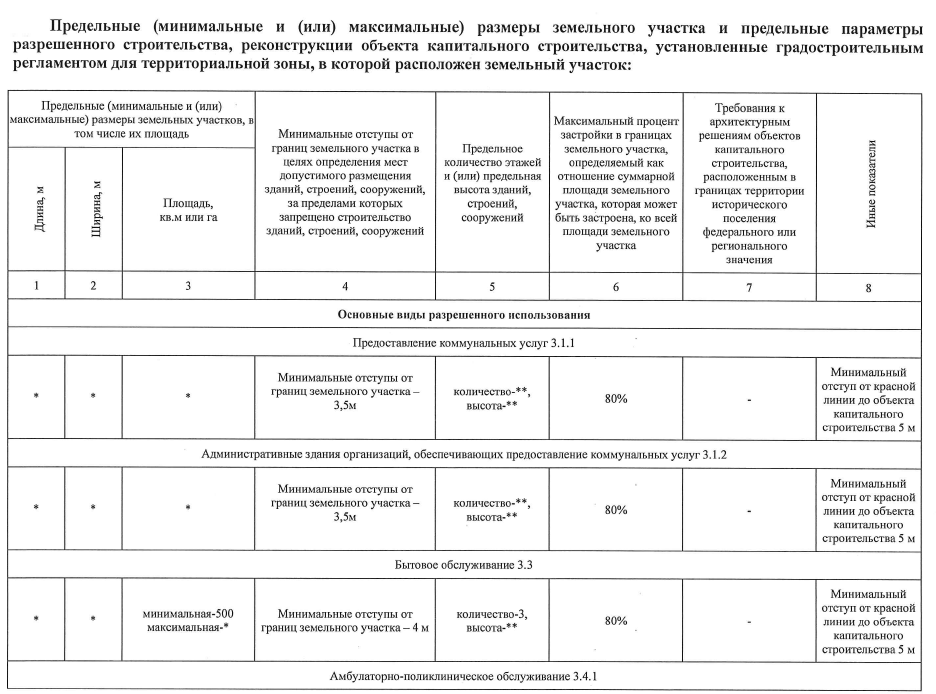 Предельные (минимальные и (или) максимальные) размеры земельного участка и предельные параметры
разрешенного строительства, реконструкции объекта капитального строительства, установленные градостроительным
регламентом для территориальной зоны, в которой расположен земельный участок:
Предельные (минимальные и (или)
максимальные) размеры земельных участков, в
том числе их площадь
Длина, м
Ширина, м
Площадь,
кв.м или га
Минимальные отступы от
границ земельного участка в
целях определения мест
допустимого размещения
зданий, строений, сооружений,
за пределами которых
запрещено строительство
зданий, строений, сооружений
Предельное
количество этажей
и (или) предельная
высота зданий,
строений,
сооружений
Максимальный процент
застройки в границах
земельного участка,
определяемый как
отношение суммарной
площади земельного
участка, которая может
быть застроена, ко всей
площади земельного
участка
Требования к
архитектурным
решениям объектов
капитального
строительства,
расположенным в
границах территории
исторического
поселения
федерального или
регионального
значения
Иные показатели
1 2 3 4 5 6 7 8
Основные виды разрешенного использования
Предоставление коммунальных услуг 3.1.1
*
*
*
Минимальные отступы от
границ земельного участка –
3,5м
количество-**,
высота-**
80%
-
Минимальный
отступ от красной
линии до объекта
капитального
строительства 5 м
Административные здания организаций, обеспечивающих предоставление коммунальных услуг 3.1.2
*
*
*
Минимальные отступы от
границ земельного участка –
3,5м
количество-**,
высота-**
80%
-
Минимальный
отступ от красной
линии до объекта
капитального
строительства 5 м
Бытовое обслуживание 3.3
*
*
минимальная-500
максимальная-*
Минимальные отступы от
границ земельного участка – 4 м
количество-3,
высота-**
80%
-
Минимальный
отступ от красной
линии до объекта
капитального
строительства 5 м
Амбулаторно-поликлиническое обслуживание 3.4.1